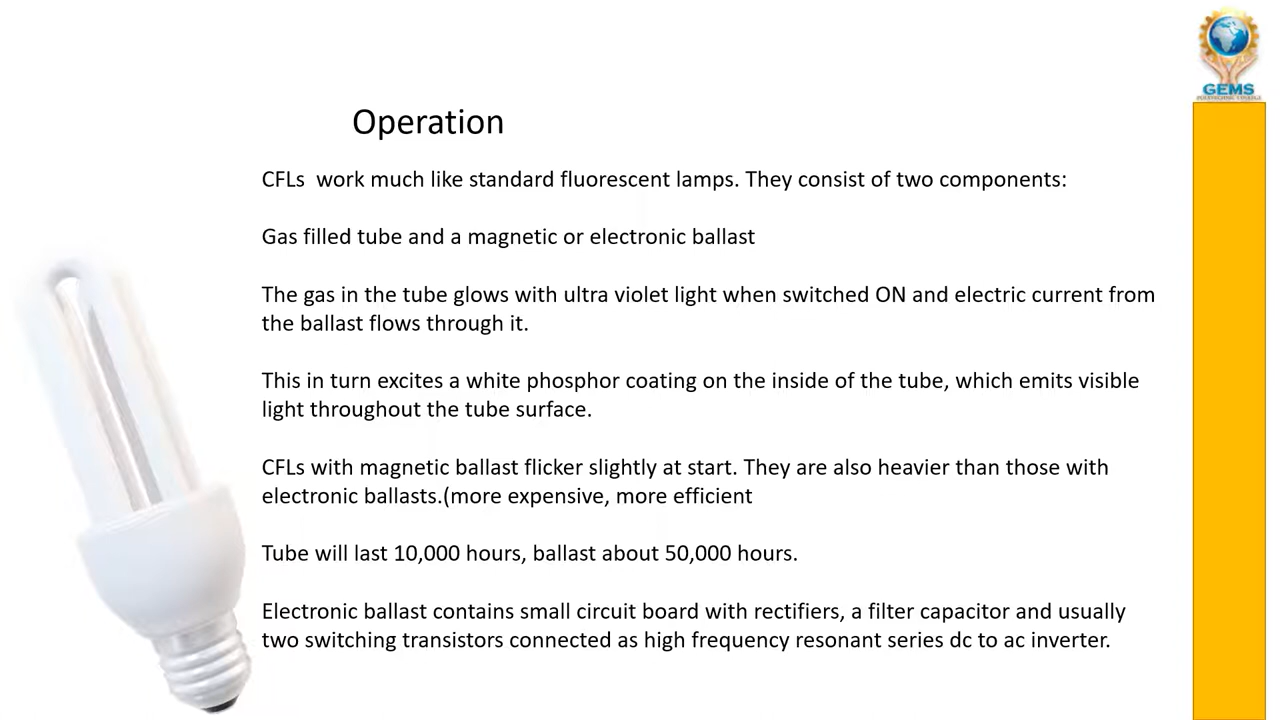 GEMS
POLYTECHNIC COLLEGE
Operation
CFLs  work much like standard fluorescent lamps. They consist of two components:
Gas filled tube and a magnetic or electronic ballast
The gas in the tube glows with ultra violet light when switched ON and electric current from
the ballast flows through it.
This in turn excites a white phosphor coating on the inside of the tube, which emits visible
light throughout the tube surface.
CFLs with magnetic ballast flicker slightly at start. They are also heavier than those with
electronic ballasts.(more expensive, more efficient
Tube will last 10,000 hours, ballast about 50,000 hours.
Electronic ballast contains small circuit board with rectifiers, a filter capacitor and usually
two switching transistors connected as high frequency resonant series dc to ac inverter.